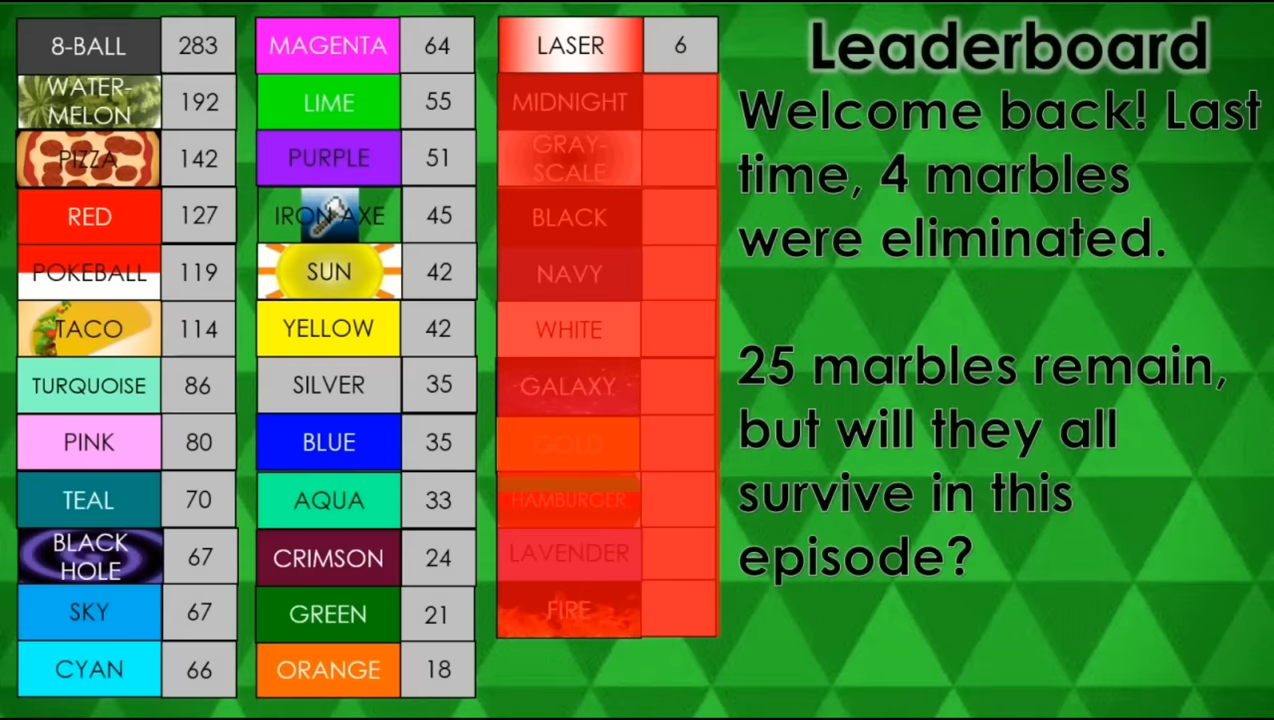 8-BALL 283
WATER-
MELON 192
PIZZA 142
RED 127
POKEBALL 119
TACO 114
TURQUOISE 86
PINK 80
TEAL 70
BLACK
HOLE 67
SKY 67
CYAN 66
MAGENTA 64
LIME 55
PURPLE 51
IRON AXE 45
SUN 42
YELLOW 42
SILVER 35
BLUE 35
AQUA 33
CRIMSON 24
GREEN 21
ORANGE 18
LASER 6
MIDNIGHT
GRAY-
SCALE
BLACK
NAVY
WHITE
GALAXY
GOLD
HAMBURGER
LAVENDER
FIRE
Leaderboard
Welcome back! Last
time, 4 marbles
were eliminated.
25 marbles remain,
but will they all
survive in this
episode?